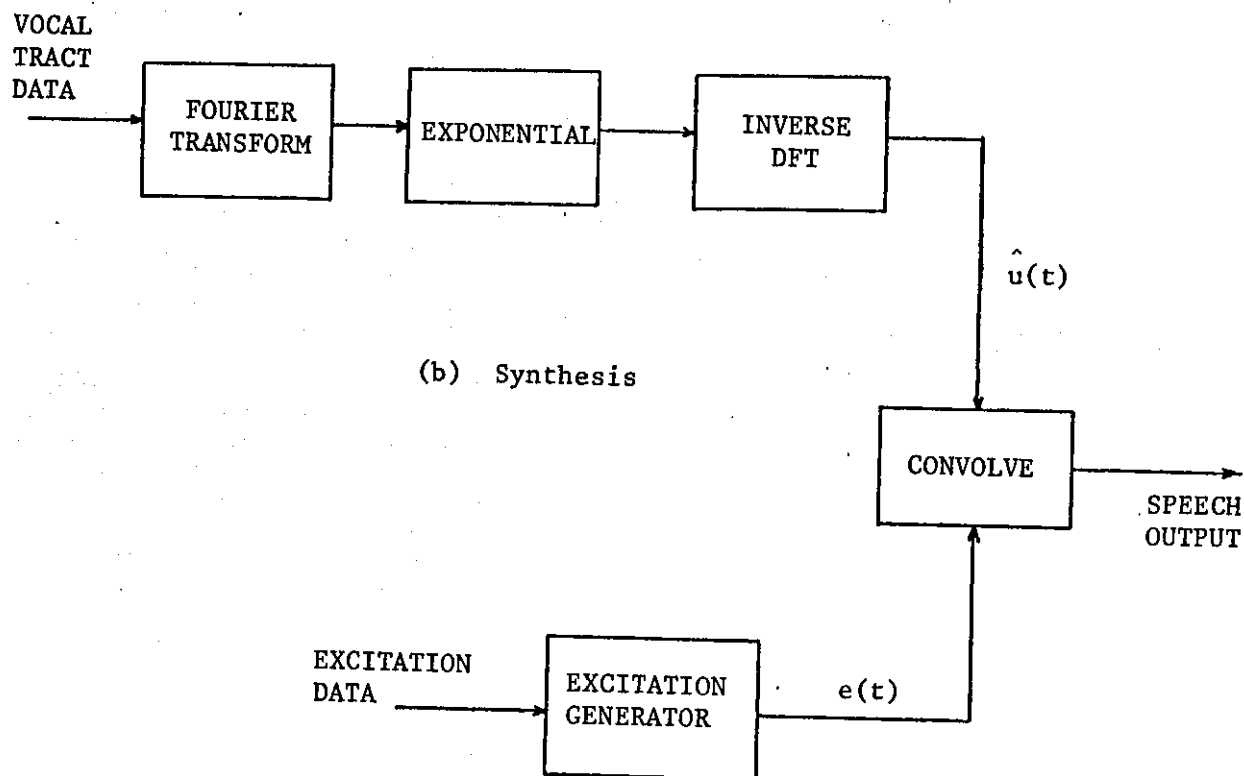 VOCAL
TRACT
DATA
FOURIER
TRANSFORM
EXPONENTIAL
INVERSE
DFT
û(t)
(b) Synthesis
CONVOLVE
SPEECH
OUTPUT
EXCITATION
DATA
EXCITATION
GENERATOR
e(t)